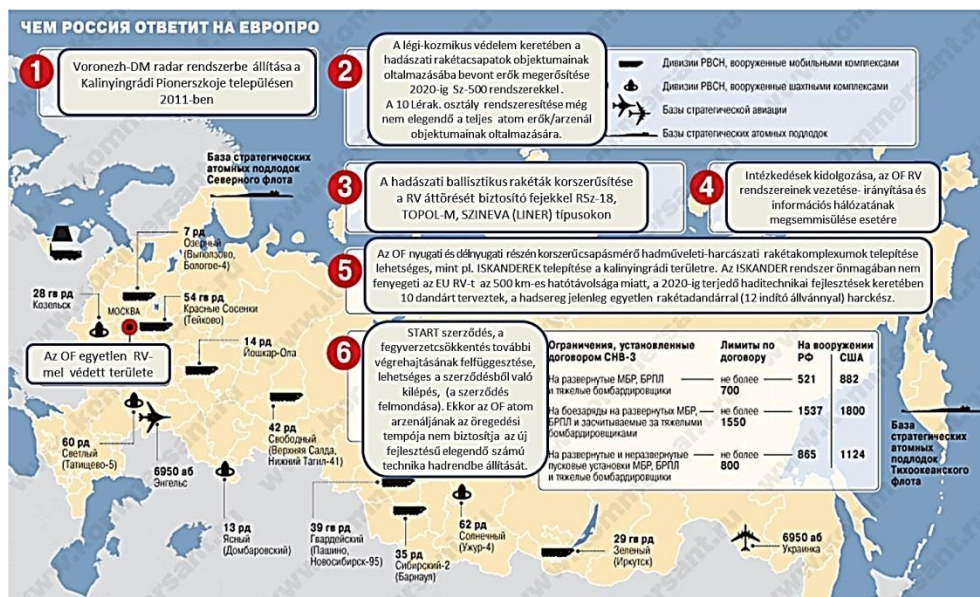 ЧЕМ РОССИЯ ОТВЕТИТ НА ЕВРОПРО
1
Voronezh-DM radar rendszerbe állítása a
Kalinyingrádi Pionerszkoje településen
2011-ben
2
A légi-kozmikus védelem keretében a
hadászati rakétacsapatok objektumainak
oltalmazásába bevont erők megerősítése
2020-ig Sz-500 rendszerekkel .
A 10 Lérak. osztály rendszeresítése még
nem elegendő a teljes atom erők/arzenál
objektumainak oltalmazására.
Дивизии РВСН, вооруженные мобильными комплексами
Дивизии РВСН, вооруженные шахтными комплексами
Базы стратегической авиации
Базы стратегических атомных подлодок
3
A hadászati ballisztikus rakéták korszerűsítése
a RV áttörését biztosító fejekkel RSz-18,
TOPOL-M, SZINEVA (LINER) típusokon
4
Intézkedések kidolgozása, az OF RV
rendszereinek vezetése- irányítása és
információs hálózatának
megsemmisülése esetére
5
Az OF nyugati és délnyugati részén korszerű csapásmérő hadműveleti-harcászati rakétakomplexumok telepítése
lehetséges, mint pl. ISKANDEREK telepítése a kalinyingrádi területre. Az ISKANDER rendszer önmagában nem
fenyegeti az EU RV-t az 500 km-es hatótávolsága miatt, a 2020-ig terjedő haditechnikai fejlesztések keretében
10 dandárt terveztek, a hadsereg jelenleg egyetlen rakétadandárral (12 indító állvánnyal) harckész.
6
START szerződés, a
fegyverzetcsökkentés további
végrehajtásának felfüggesztése,
lehetséges a szerződésből való
kilépés, (a szerződés
felmondása). Ekkor az OF atom
arzenáljának az öregedési
tempója nem biztosítja az új
fejlesztésű elegendő számú
technika hadrendbe állítását.
Ограничения, установленные
договором СНВ-3
Лимиты по
договору
На вооружении
РФ США
На развернутые МБР, БРПЛ
и тяжелые бомбардировщики
не более
700
521 882
На боезаряды на развернутых МБР,
БРПЛ и засчитываемые за тяжелыми
бомбардировщиками
не более
1550
1537 1800
На развернутые и неразвернутые
пусковые установки МБР, БРПЛ
и тяжелые бомбардировщики
не более
800
865 1124
База стратегических
атомных подлодок
Северного флота
7 рд
Озерный
(Выползово,
Бологое-4)
28 гв рд
Козельск
МОСКВА
54 гв рд
Красные Сосенки
(Тейково)
Az OF egyetlen RV-
mel védett területe
14 рд
Йошкар-Ола
60 рд
Светлый
(Татищево-5)
6950 аб
Энгельс
42 рд
Свободный
(Верхняя Салда,
Нижний Тагил-41)
13 рд
Ясный
(Домбаровский)
39 гв рд
Гвардейский
(Пашино,
Новосибирск-95)
35 рд
Сибирский-2
(Барнаул)
62 рд
Солнечный
(Ужур-4)
29 гв рд
Зеленый
(Иркутск)
6950 аб
Украинка
База
стратегических
атомных
подлодок
Тихоокеанского
флота
www.kommersant.ru